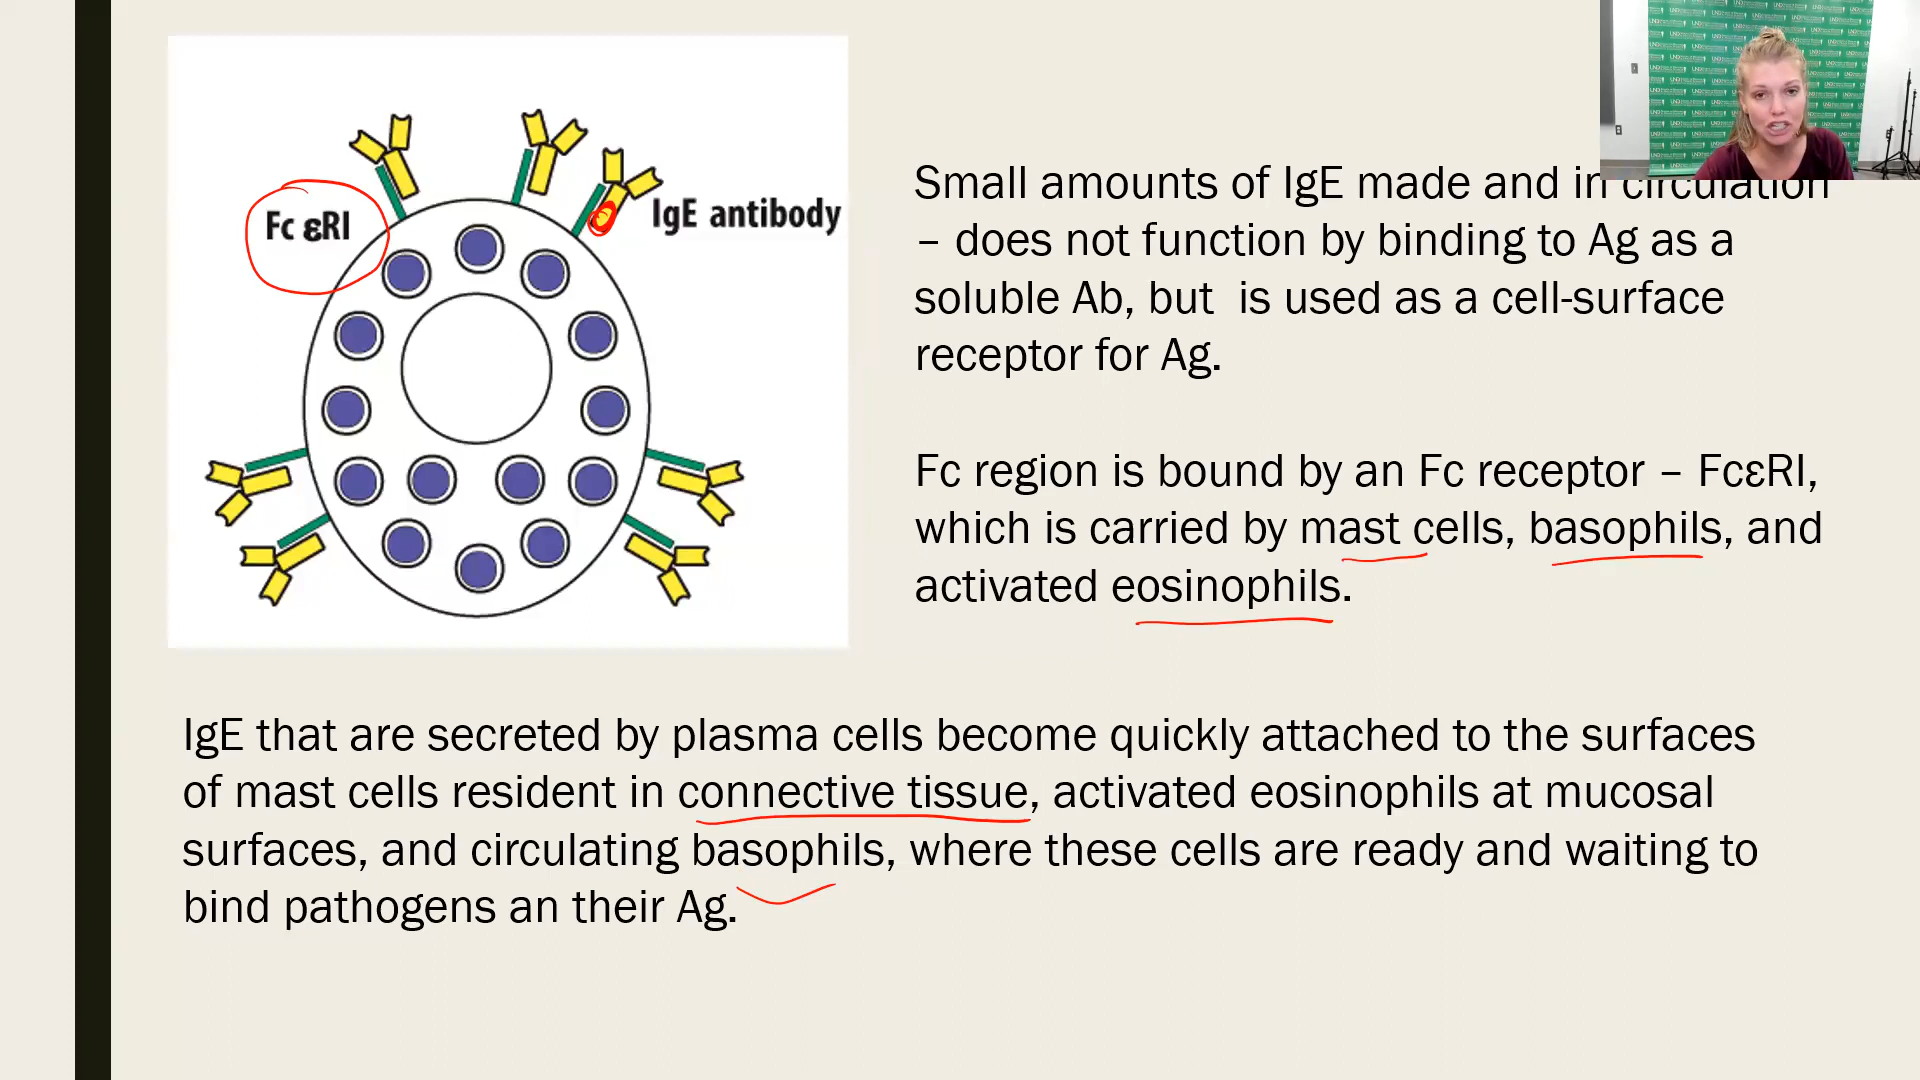 Fc εRI
IgE antibody
Small amounts of IgE made and in circulation
– does not function by binding to Ag as a
soluble Ab, but is used as a cell-surface
receptor for Ag.
Fc region is bound by an Fc receptor – FcεRI,
which is carried by mast cells, basophils, and
activated eosinophils.
IgE that are secreted by plasma cells become quickly attached to the surfaces
of mast cells resident in connective tissue, activated eosinophils at mucosal
surfaces, and circulating basophils, where these cells are ready and waiting to
bind pathogens an their Ag.